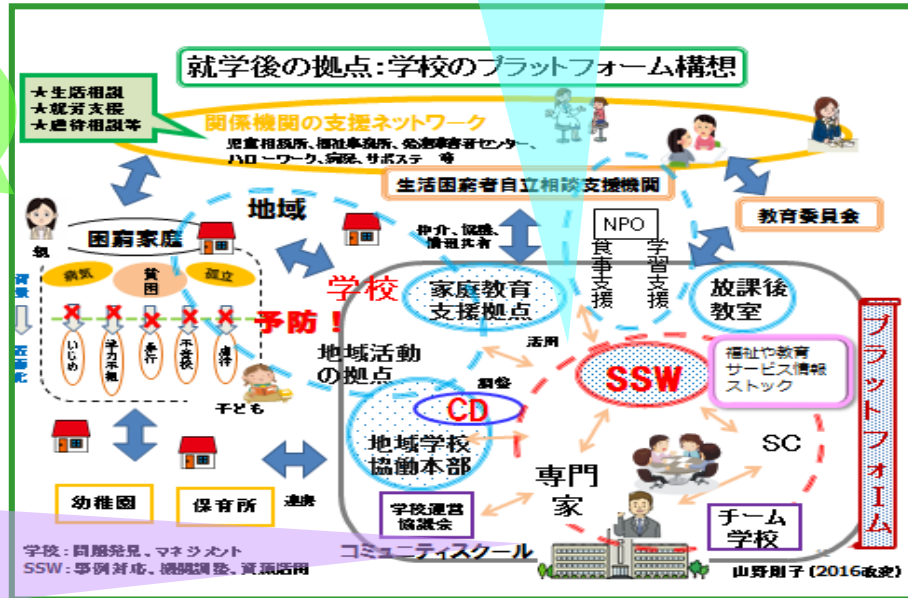 就学後の拠点:学校のプラットフォーム構想
★生活相談
★就労支援
★虐待相談等
関係機関の支援ネットワーク
児童相談所、福祉事務所、発達障害者センター、
ハローワーク、病院、サポステ 等
生活困窮者自立相談支援機関
教育委員会
地域
仲介、協議、
情報共有
NPO
食事支援
学習支援
親
困窮家庭
病気
貧困
孤立
背景
いじめ
学力不振
暴行
不登校
虐待
予防!
子ども
学校
家庭教育
支援拠点
放課後
教室
活用
地域活動
の拠点
調整
SSW
福祉や教育
サービス情報
ストック
プラットフォーム
CD
地域学校
協働本部
専門家
SC
幼稚園
保育所
連携
学校運営
協議会
チーム
学校
コミュニティスクール
学校:問題発見、マネジメント
SSW:事例対応、機関調整、資源活用
山野則子(2016改変)